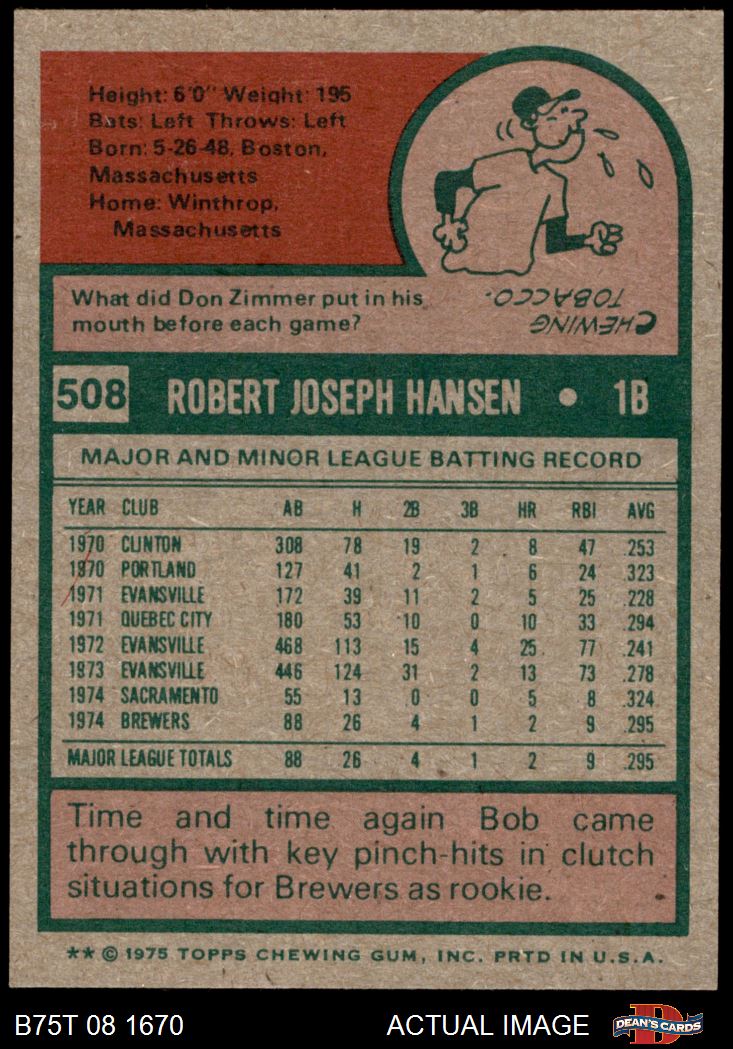 Height: 6'0" Weight: 195
Bats: Left Throws: Left
Born: 5-26-48, Boston,
Massachusetts
Home: Winthrop,
Massachusetts
What did Don Zimmer put in his
mouth before each game?
CHEWING
TOBACCO.
508 ROBERT JOSEPH HANSEN • 1B
MAJOR AND MINOR LEAGUE BATTING RECORD
YEAR CLUB AB H 2B 3B HR RBI AVG
1970 CLINTON 308 78 19 2 8 47 .253
1970 PORTLAND 127 41 2 1 6 24 .323
1971 EVANSVILLE 172 39 11 2 5 25 .228
1971 QUEBEC CITY 180 53 10 0 10 33 .294
1972 EVANSVILLE 468 113 15 4 25 77 .241
1973 EVANSVILLE 446 124 31 2 13 73 .278
1974 SACRAMENTO 55 13 0 0 5 8 .324
1974 BREWERS 88 26 4 1 2 9 .295
MAJOR LEAGUE TOTALS 88 26 4 1 2 9 .295
Time and time again Bob came
through with key pinch-hits in clutch
situations for Brewers as rookie.
** © 1975 TOPPS CHEWING GUM, INC. PRTD IN U.S.A.
B75T 08 1670 ACTUAL IMAGE D DEAN'S CARDS